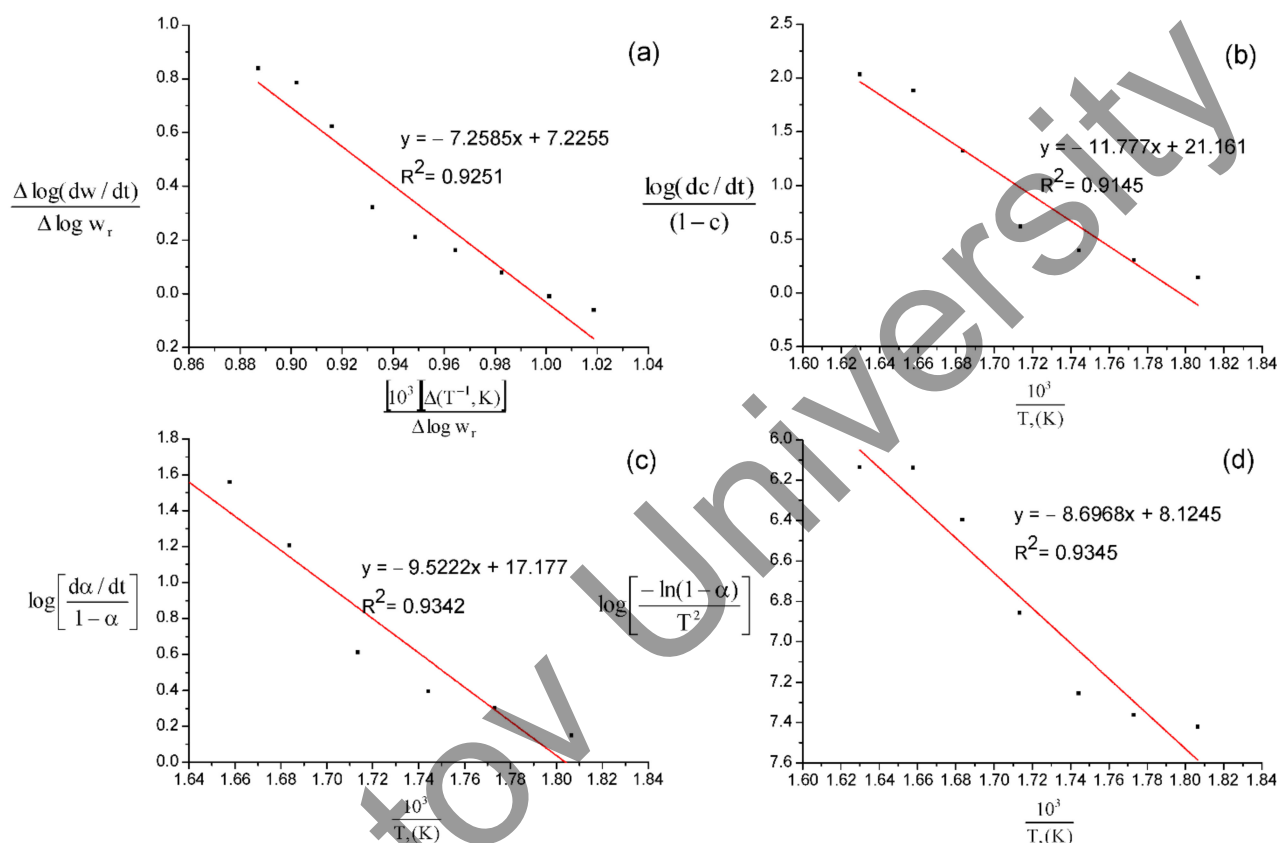 (a)
1.0
0.8
0.6
0.4
0.2
0.0
0.2
y = − 7.2585x + 7.2255
R² = 0.9251
Δ log(dw / dt)
Δ log wᵣ
0.86 0.88 0.90 0.92 0.94 0.96 0.98 1.00 1.02 1.04
[10³][Δ(T⁻¹, K)]
Δ log wᵣ
(b)
2.5
2.0
1.5
1.0
0.5
0.0
0.5
y = − 11.777x + 21.161
R² = 0.9145
log(dc / dt)
(1 − c)
1.60 1.62 1.64 1.66 1.68 1.70 1.72 1.74 1.76 1.78 1.80 1.82 1.84
10³
T,(K)
(c)
1.8
1.6
1.4
1.2
1.0
0.8
0.6
0.4
0.2
0.0
y = − 9.5222x + 17.177
R² = 0.9342
log[dα / dt
1 − α]
1.64 1.66 1.68 1.70 1.72 1.74 1.76 1.78 1.80 1.82 1.84
10³
T,(K)
(d)
6.0
6.2
6.4
6.6
6.8
7.0
7.2
7.4
7.6
y = − 8.6968x + 8.1245
R² = 0.9345
log[− ln(1 − α)
T²]
1.60 1.62 1.64 1.66 1.68 1.70 1.72 1.74 1.76 1.78 1.80 1.82 1.84
10³
T,(K)
tov University